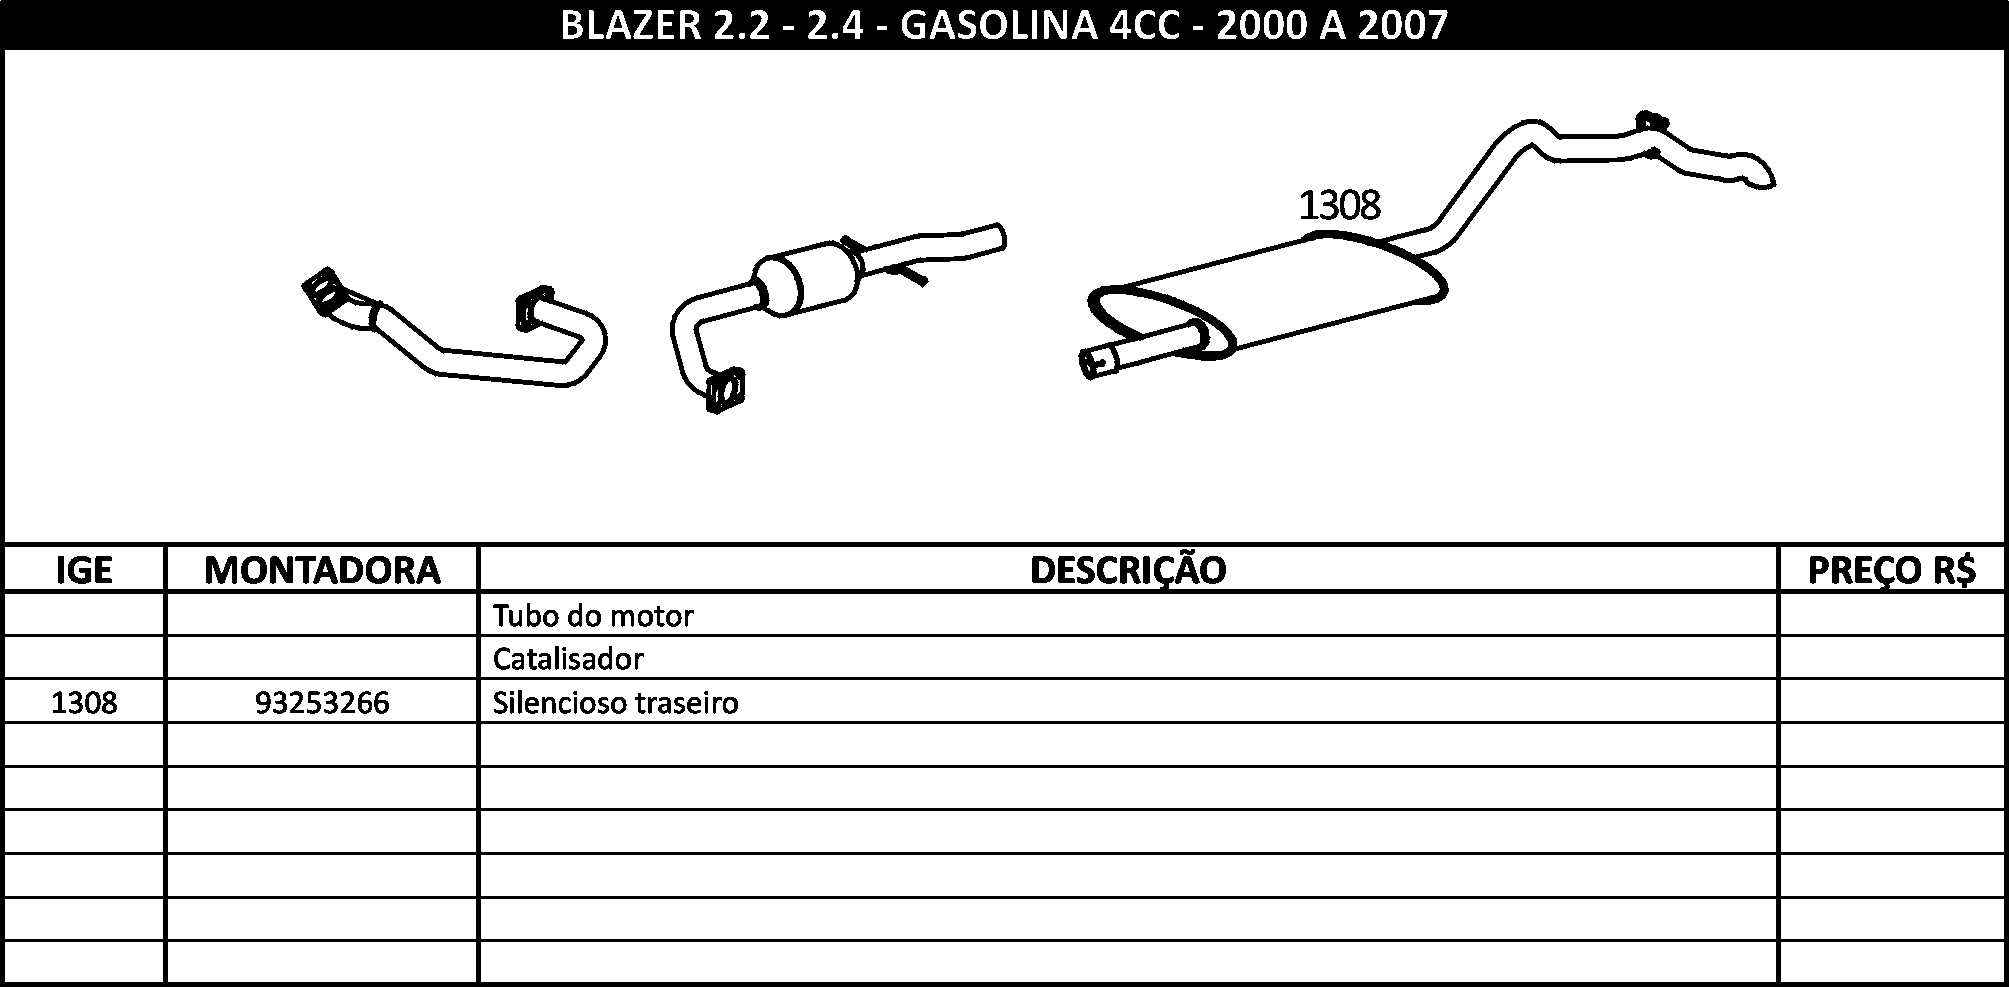 BLAZER 2.2 - 2.4 - GASOLINA 4CC - 2000 A 2007
1308
IGE MONTADORA DESCRIÇÃO PREÇO R$
Tubo do motor
Catalisador
1308 93253266 Silencioso traseiro